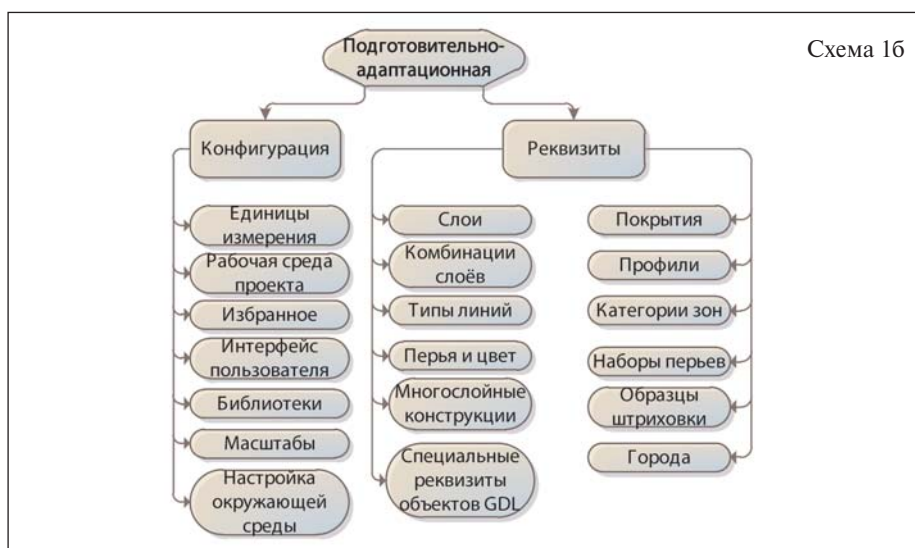 Схема 1б
Подготовительно-
адаптационная
Конфигурация
Реквизиты
Единицы
измерения
Рабочая среда
проекта
Избранное
Интерфейс
пользователя
Библиотеки
Масштабы
Настройка
окружающей
среды
Слои
Комбинации
слоёв
Типы линий
Перья и цвет
Многослойные
конструкции
Специальные
реквизиты
объектов GDL
Покрытия
Профили
Категории зон
Наборы перьев
Образцы
штриховки
Города